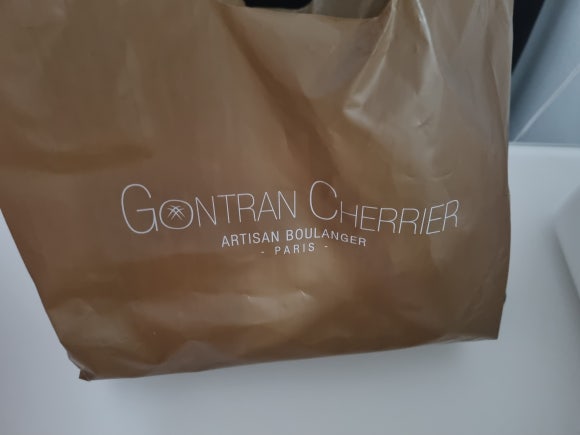 GONTRAN CHERRIER
ARTISAN BOULANGER
- PARIS -